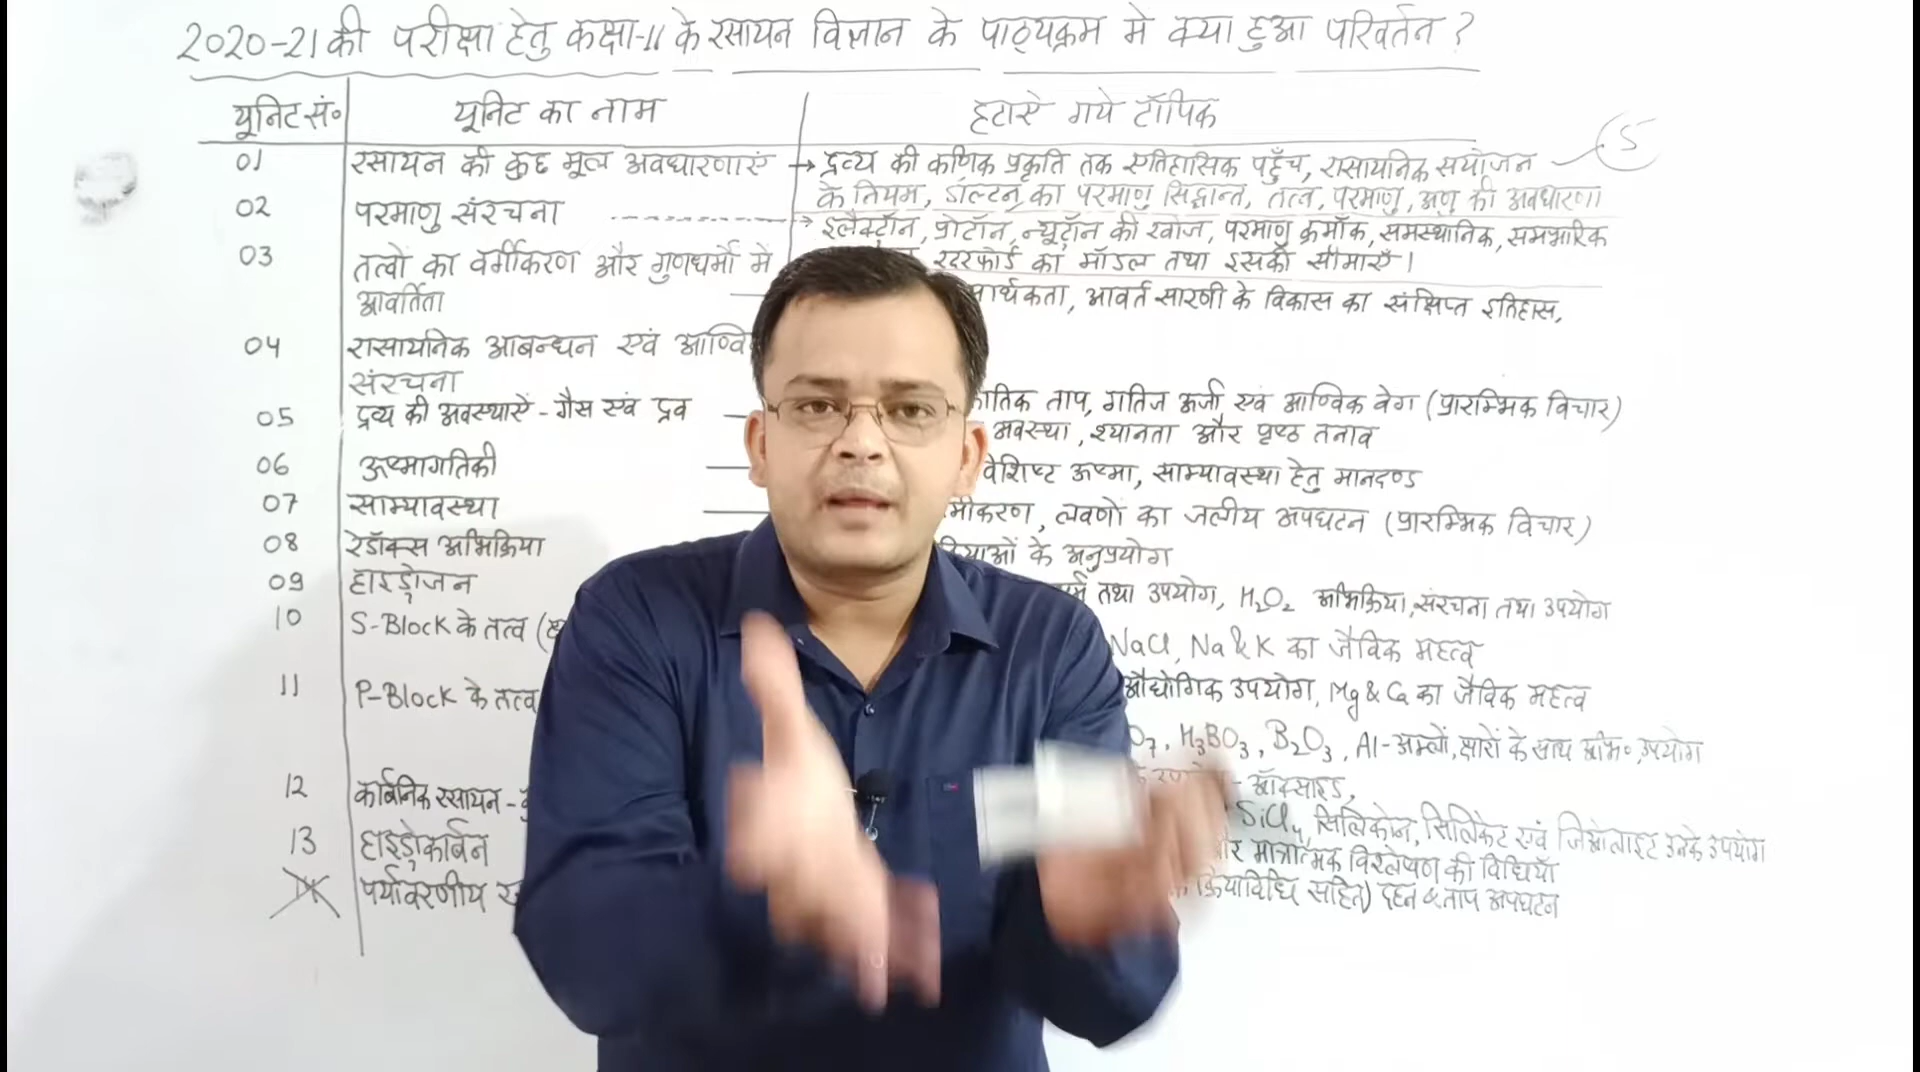 2020-21 की परीक्षा हेतु कक्षा-11 के रसायन विज्ञान के पाठ्यक्रम मे क्या हुआ परिवर्तन ?
यूनिट सं० यूनिट का नाम हटाऐ गये टॉपिक
01 रसायन की कुछ मूल अवधारणाएं → द्रव्य की कणिक प्रकृति तक एतिहासिक पहुँच, रासायनिक संयोजन 5
के नियम, डॉल्टन का परमाणु सिद्धान्त, तत्व, परमाणु, अणु की अवधारणा
02 परमाणु संरचना → इलैक्ट्रॉन, प्रोटॉन, न्यूट्रॉन की खोज, परमाणु क्रमाँक, समस्थानिक, समभारिक
रदरफोर्ड का मॉडल तथा इसकी सीमाएँ।
03 तत्वों का वर्गीकरण और गुणधर्मो में
आवर्तिता आवर्त सारणी के विकास का संक्षिप्त इतिहास,
04 रासायनिक आबन्धन एवं
संरचना
05 द्रव्य की अवस्थाऐं - गैस एवं द्रव ताप, गतिज ऊर्जा एवं आण्विक वेग (प्रारम्भिक विचार)
अवस्था, श्यानता और पृष्ठ तनाव
06 ऊष्मागतिकी ऊष्मा, साम्यावस्था हेतु मानदण्ड
07 साम्यावस्था लवणों का जलीय अपघटन (प्रारम्भिक विचार)
08 रेडॉक्स अभिक्रिया के अनुप्रयोग
09 हाइड्रोजन तथा उपयोग, H₂O₂ अभिक्रिया, संरचना तथा उपयोग
10 S-Block के तत्व NaCl, Na & K का जैविक महत्व
11 P-Block के तत्व औद्योगिक उपयोग, Mg & Ca का जैविक महत्व
H₃BO₃, B₂O₃, Al-अम्लों, क्षारों के साथ अभि०, उपयोग
ऑक्साइड,
12 कार्बनिक रसायन - SiCl₄, सिलिकोन, सिलिकेट एवं जिओलाइट उनके उपयोग
13 हाइड्रोकार्बन मात्रात्मक विश्लेषण की विधियाँ
14 पर्यावरणीय क्रियाविधि सहित) दहन & ताप अपघटन